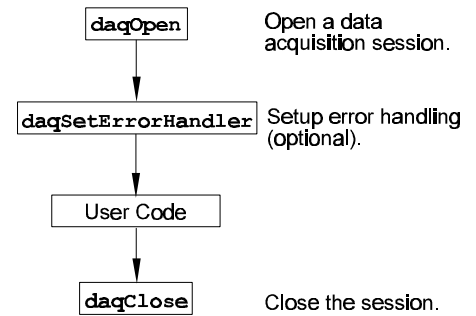 daqOpen
Open a data
acquisition session.
daqSetErrorHandler
Setup error handling
(optional).
User Code
daqClose
Close the session.